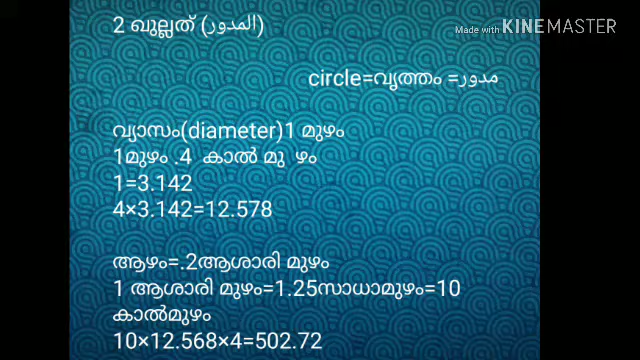 2 ഖുല്ലത് (المدور)
Made with KINEMASTER
circle=വൃത്തം =مدور
വ്യാസം(diameter)1 മുഴം
1മുഴം .4 കാൽ മു ഴം
1=3.142
4×3.142=12.578
ആഴം=.2ആശാരി മുഴം
1 ആശാരി മുഴം=1.25സാധാമുഴം=10
കാൽമുഴം
10×12.568×4=502.72